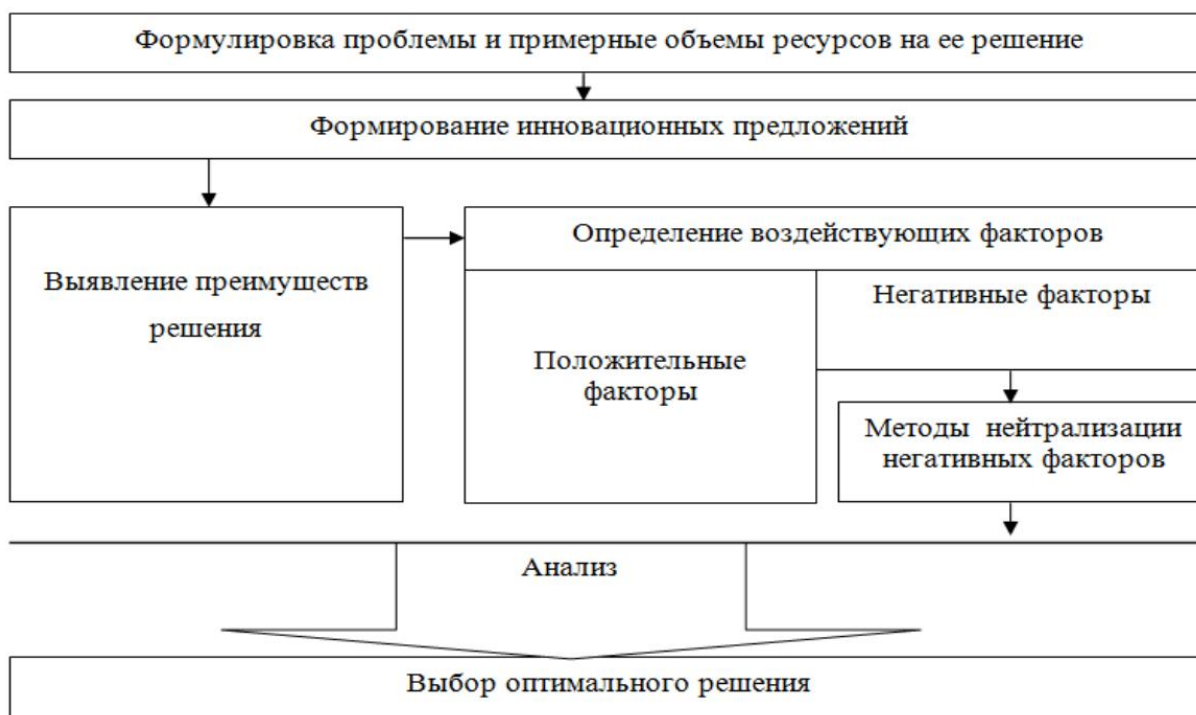 Формулировка проблемы и примерные объемы ресурсов на ее решение
Формирование инновационных предложений
Выявление преимуществ
решения
Определение воздействующих факторов
Положительные
факторы
Негативные факторы
Методы нейтрализации
негативных факторов
Анализ
Выбор оптимального решения